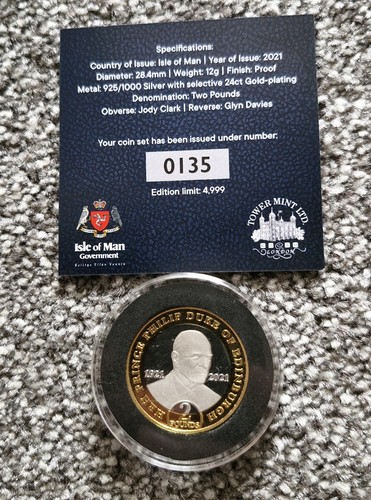 Specifications:
Country of Issue: Isle of Man | Year of Issue: 2021
Diameter: 28.4mm | Weight: 12g | Finish: Proof
Metal: 925/1000 Silver with selective 24ct Gold-plating
Denomination: Two Pounds
Obverse: Jody Clark | Reverse: Glyn Davies
Your coin set has been issued under number:
0135
Edition limit: 4,999
Isle of Man
Government
Reiltys Ellan Vannin
TOWER MINT LTD.
LONDON
HRH PRINCE PHILIP DUKE OF EDINBURGH
1921 2021
2
POUNDS